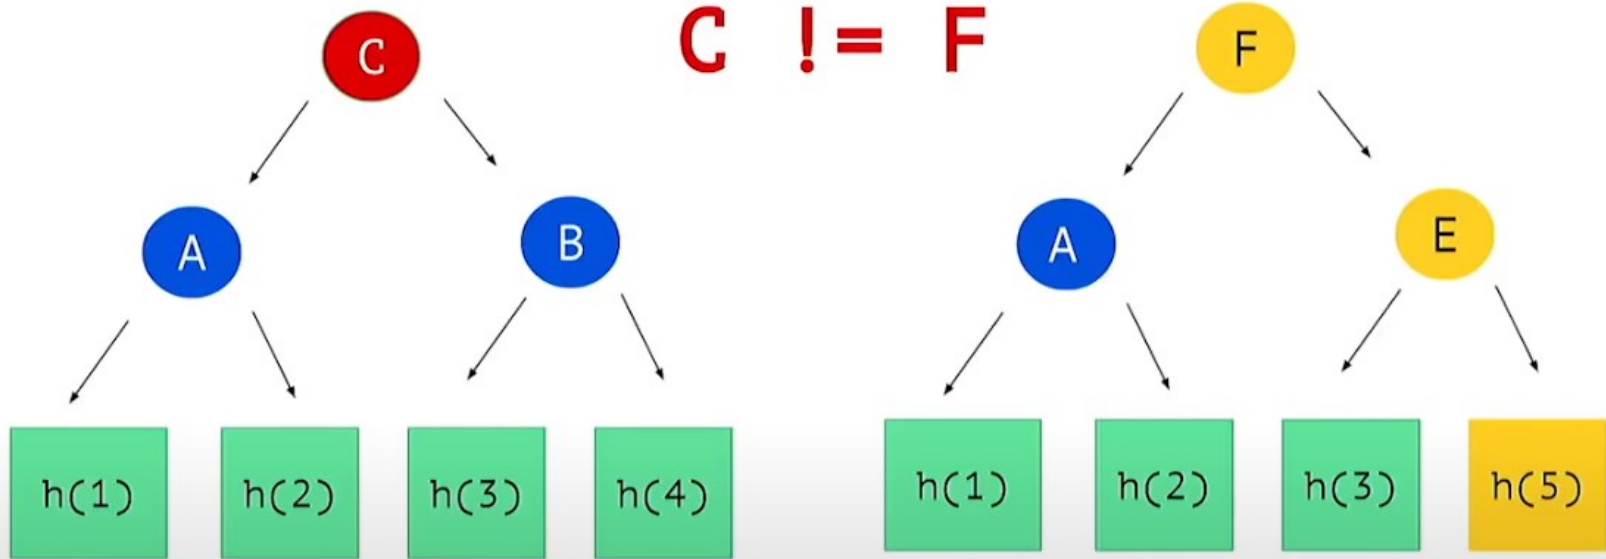 C
C != F
F
A
B
A
E
h(1)
h(2)
h(3)
h(4)
h(1)
h(2)
h(3)
h(5)